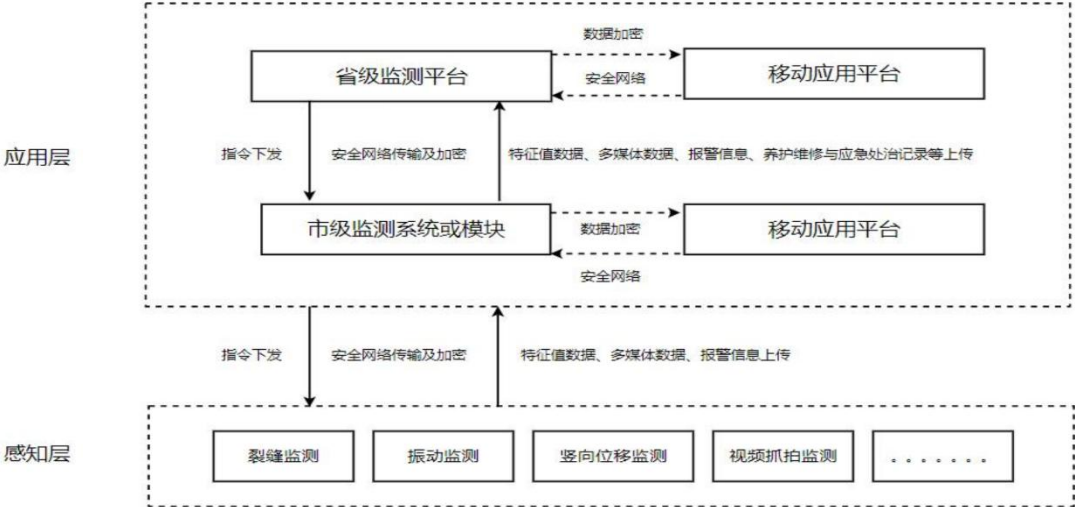 数据加密
省级监测平台
安全网络
移动应用平台
应用层
指令下发
安全网络传输及加密
特征值数据、多媒体数据、报警信息、养护维修与应急处治记录等上传
市级监测系统或模块
数据加密
移动应用平台
安全网络
指令下发
安全网络传输及加密
特征值数据、多媒体数据、报警信息上传
感知层
裂缝监测
振动监测
竖向位移监测
视频抓拍监测
。。。。。。。